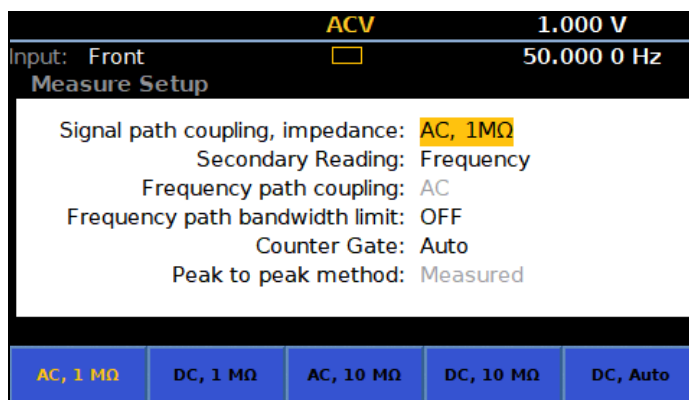 ACV 1.000 V
Input: Front 50.000 0 Hz
Measure Setup
Signal path coupling, impedance: AC, 1MΩ
Secondary Reading: Frequency
Frequency path coupling: AC
Frequency path bandwidth limit: OFF
Counter Gate: Auto
Peak to peak method: Measured
AC, 1 MΩ DC, 1 MΩ AC, 10 MΩ DC, 10 MΩ DC, Auto